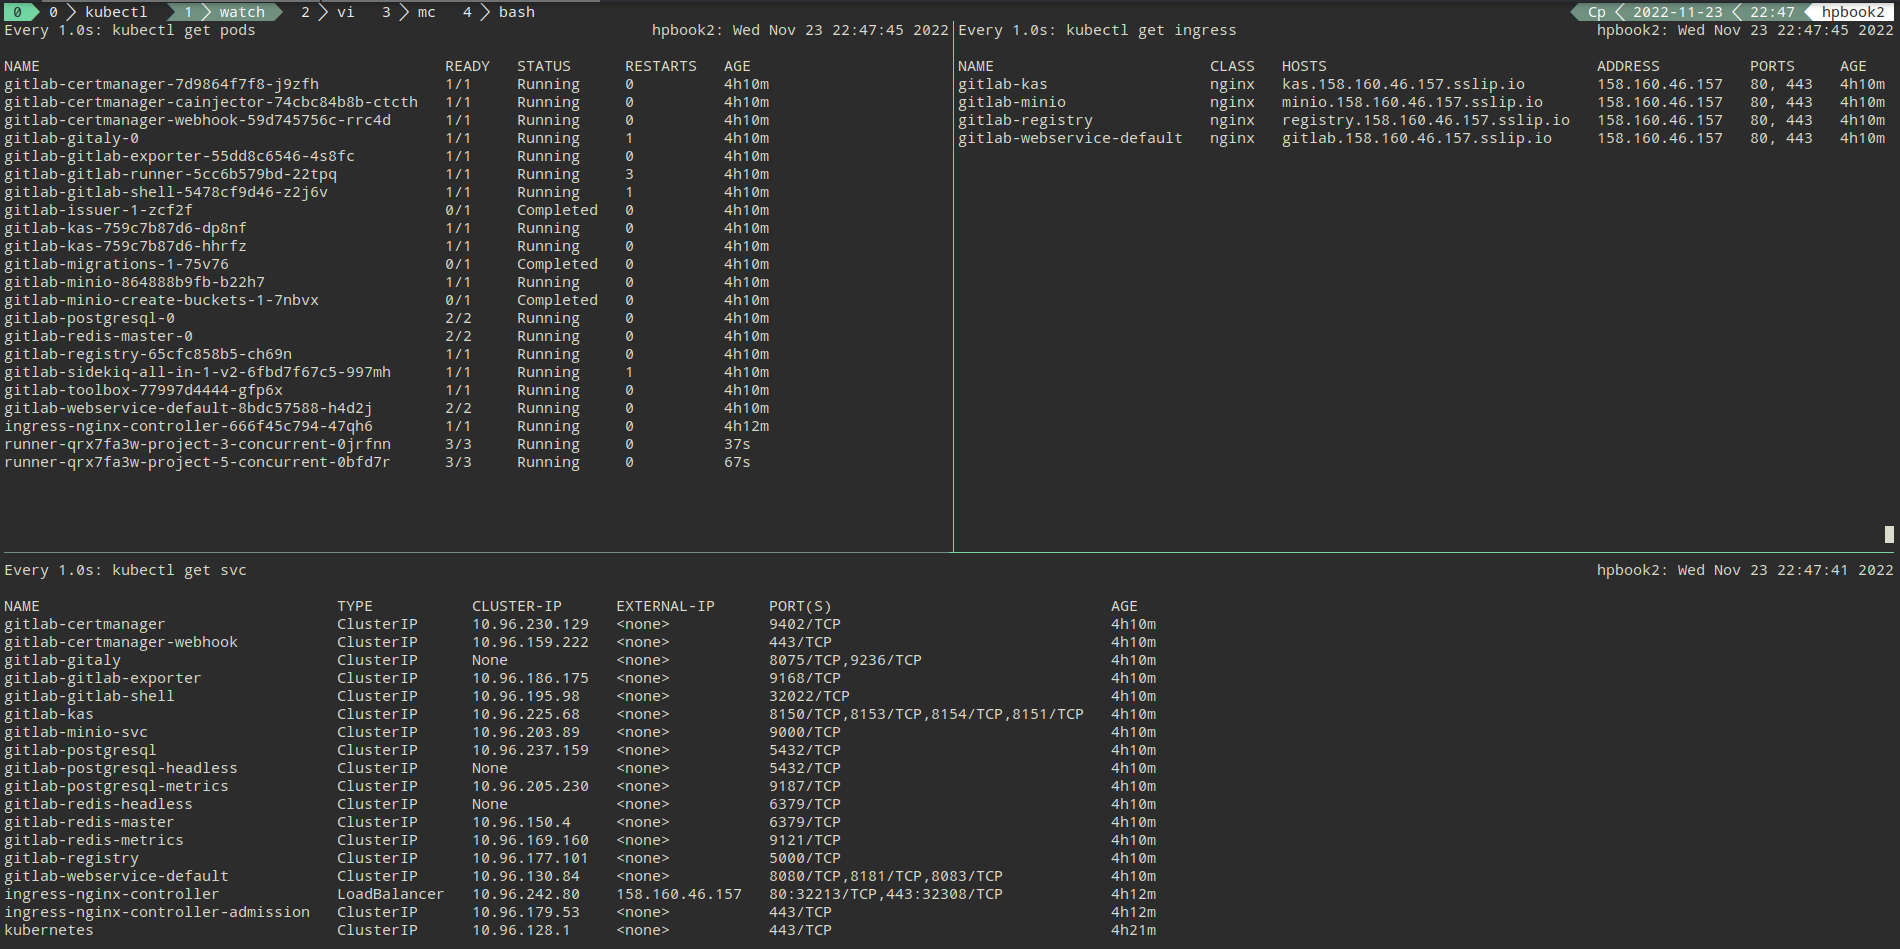 0 0 kubectl 1 watch 2 vi 3 mc 4 bash Cp 2022-11-23 22:47 hpbook2
Every 1.0s: kubectl get pods hpbook2: Wed Nov 23 22:47:45 2022
NAME READY STATUS RESTARTS AGE
gitlab-certmanager-7d9864f7f8-j9zfh 1/1 Running 0 4h10m
gitlab-certmanager-cainjector-74cbc84b8b-ctcth 1/1 Running 0 4h10m
gitlab-certmanager-webhook-59d745756c-rrc4d 1/1 Running 0 4h10m
gitlab-gitaly-0 1/1 Running 1 4h10m
gitlab-gitlab-exporter-55dd8c6546-4s8fc 1/1 Running 0 4h10m
gitlab-gitlab-runner-5cc6b579bd-22tpq 1/1 Running 3 4h10m
gitlab-gitlab-shell-5478cf9d46-z2j6v 1/1 Running 1 4h10m
gitlab-issuer-1-zcf2f 0/1 Completed 0 4h10m
gitlab-kas-759c7b87d6-dp8nf 1/1 Running 0 4h10m
gitlab-kas-759c7b87d6-hhrfz 1/1 Running 0 4h10m
gitlab-migrations-1-75v76 0/1 Completed 0 4h10m
gitlab-minio-864888b9fb-b22h7 1/1 Running 0 4h10m
gitlab-minio-create-buckets-1-7nbvx 0/1 Completed 0 4h10m
gitlab-postgresql-0 2/2 Running 0 4h10m
gitlab-redis-master-0 2/2 Running 0 4h10m
gitlab-registry-65cfc858b5-ch69n 1/1 Running 0 4h10m
gitlab-sidekiq-all-in-1-v2-6fbd7f67c5-997mh 1/1 Running 1 4h10m
gitlab-toolbox-77997d4444-gfp6x 1/1 Running 0 4h10m
gitlab-webservice-default-8bdc57588-h4d2j 2/2 Running 0 4h10m
ingress-nginx-controller-666f45c794-47qh6 1/1 Running 0 4h12m
runner-qrx7fa3w-project-3-concurrent-0jrfnn 3/3 Running 0 37s
runner-qrx7fa3w-project-5-concurrent-0bfd7r 3/3 Running 0 67s
Every 1.0s: kubectl get ingress hpbook2: Wed Nov 23 22:47:45 2022
NAME CLASS HOSTS ADDRESS PORTS AGE
gitlab-kas nginx kas.158.160.46.157.sslip.io 158.160.46.157 80, 443 4h10m
gitlab-minio nginx minio.158.160.46.157.sslip.io 158.160.46.157 80, 443 4h10m
gitlab-registry nginx registry.158.160.46.157.sslip.io 158.160.46.157 80, 443 4h10m
gitlab-webservice-default nginx gitlab.158.160.46.157.sslip.io 158.160.46.157 80, 443 4h10m
Every 1.0s: kubectl get svc hpbook2: Wed Nov 23 22:47:41 2022
NAME TYPE CLUSTER-IP EXTERNAL-IP PORT(S) AGE
gitlab-certmanager ClusterIP 10.96.230.129 <none> 9402/TCP 4h10m
gitlab-certmanager-webhook ClusterIP 10.96.159.222 <none> 443/TCP 4h10m
gitlab-gitaly ClusterIP None <none> 8075/TCP,9236/TCP 4h10m
gitlab-gitlab-exporter ClusterIP 10.96.186.175 <none> 9168/TCP 4h10m
gitlab-gitlab-shell ClusterIP 10.96.195.98 <none> 32022/TCP 4h10m
gitlab-kas ClusterIP 10.96.225.68 <none> 8150/TCP,8153/TCP,8154/TCP,8151/TCP 4h10m
gitlab-minio-svc ClusterIP 10.96.203.89 <none> 9000/TCP 4h10m
gitlab-postgresql ClusterIP 10.96.237.159 <none> 5432/TCP 4h10m
gitlab-postgresql-headless ClusterIP None <none> 5432/TCP 4h10m
gitlab-postgresql-metrics ClusterIP 10.96.205.230 <none> 9187/TCP 4h10m
gitlab-redis-headless ClusterIP None <none> 6379/TCP 4h10m
gitlab-redis-master ClusterIP 10.96.150.4 <none> 6379/TCP 4h10m
gitlab-redis-metrics ClusterIP 10.96.169.160 <none> 9121/TCP 4h10m
gitlab-registry ClusterIP 10.96.177.101 <none> 5000/TCP 4h10m
gitlab-webservice-default ClusterIP 10.96.130.84 <none> 8080/TCP,8181/TCP,8083/TCP 4h10m
ingress-nginx-controller LoadBalancer 10.96.242.80 158.160.46.157 80:32213/TCP,443:32308/TCP 4h12m
ingress-nginx-controller-admission ClusterIP 10.96.179.53 <none> 443/TCP 4h12m
kubernetes ClusterIP 10.96.128.1 <none> 443/TCP 4h21m